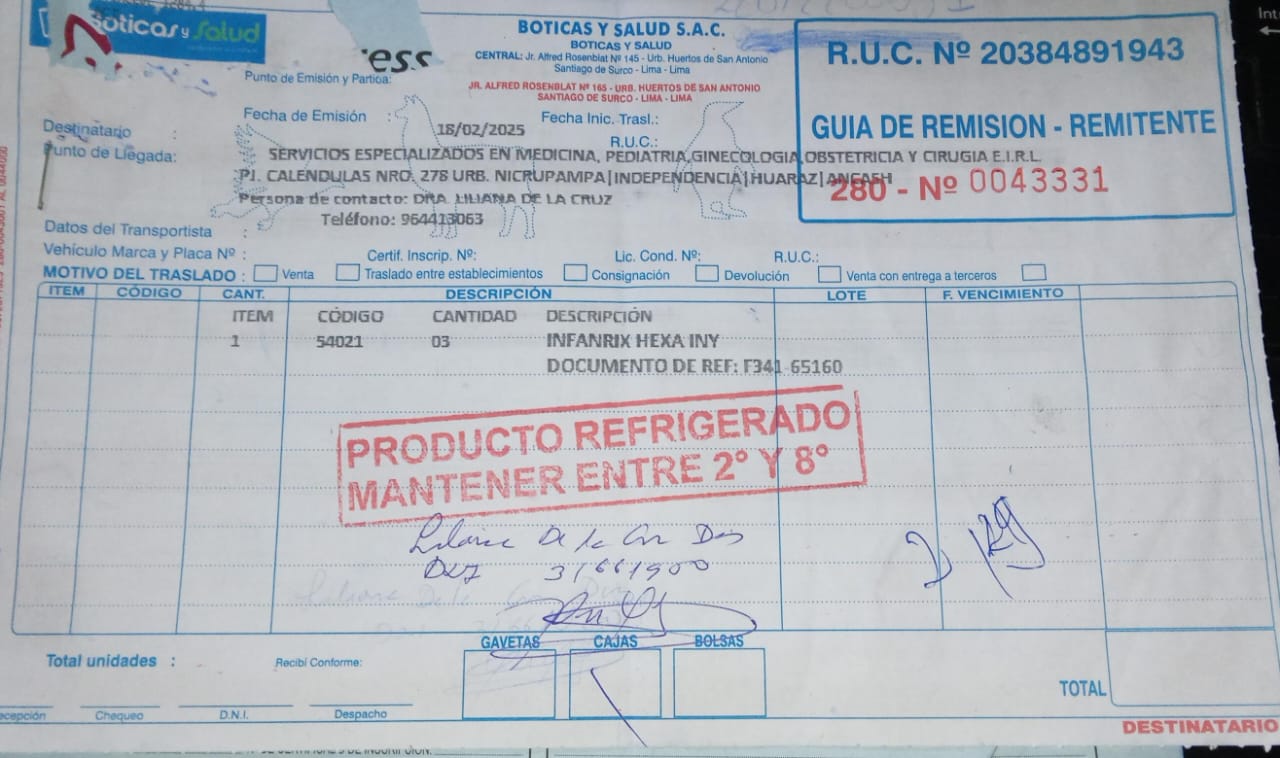 Boticas y Salud
ess
BOTICAS Y SALUD S.A.C.
BOTICAS Y SALUD
CENTRAL: Jr. Alfred Rosenblat Nº 145 - Urb. Huertos de San Antonio
Santiago de Surco - Lima - Lima
Punto de Emisión y Partioa:
JR. ALFRED ROSENBLAT Nº 165 - URB. HUERTOS DE SAN ANTONIO
SANTIAGO DE SURCO - LIMA - LIMA
R.U.C. Nº 20384891943
GUIA DE REMISION - REMITENTE
280 - Nº 0043331
Fecha de Emisión : 18/02/2025 Fecha Inic. Trasl.:
Destinatario : R.U.C.:
SERVICIOS ESPECIALIZADOS EN MEDICINA, PEDIATRIA,GINECOLOGIA,OBSTETRICIA Y CIRUGIA E.I.R.L.
Punto de Llegada:
PJ. CALENDULAS NRO. 278 URB. NICRUPAMPA|INDEPENDENCIA|HUARAZ|ANCASH
Persona de contacto: DRA. LILIANA DE LA CRUZ
Teléfono: 964413063
Datos del Transportista :
Vehículo Marca y Placa Nº : Certif. Inscrip. Nº: Lic. Cond. Nº: R.U.C.:
MOTIVO DEL TRASLADO : Venta Traslado entre establecimientos Consignación Devolución Venta con entrega a terceros
ITEM CÓDIGO CANT. DESCRIPCIÓN LOTE F. VENCIMIENTO
ITEM CÓDIGO CANTIDAD DESCRIPCIÓN
1 54021 03 INFANRIX HEXA INY
DOCUMENTO DE REF: F341-65160
PRODUCTO REFRIGERADO
MANTENER ENTRE 2° Y 8°
31661900
GAVETAS CAJAS BOLSAS
Total unidades : Recibí Conforme:
TOTAL
Chequeo D.N.I. Despacho
DESTINATARIO